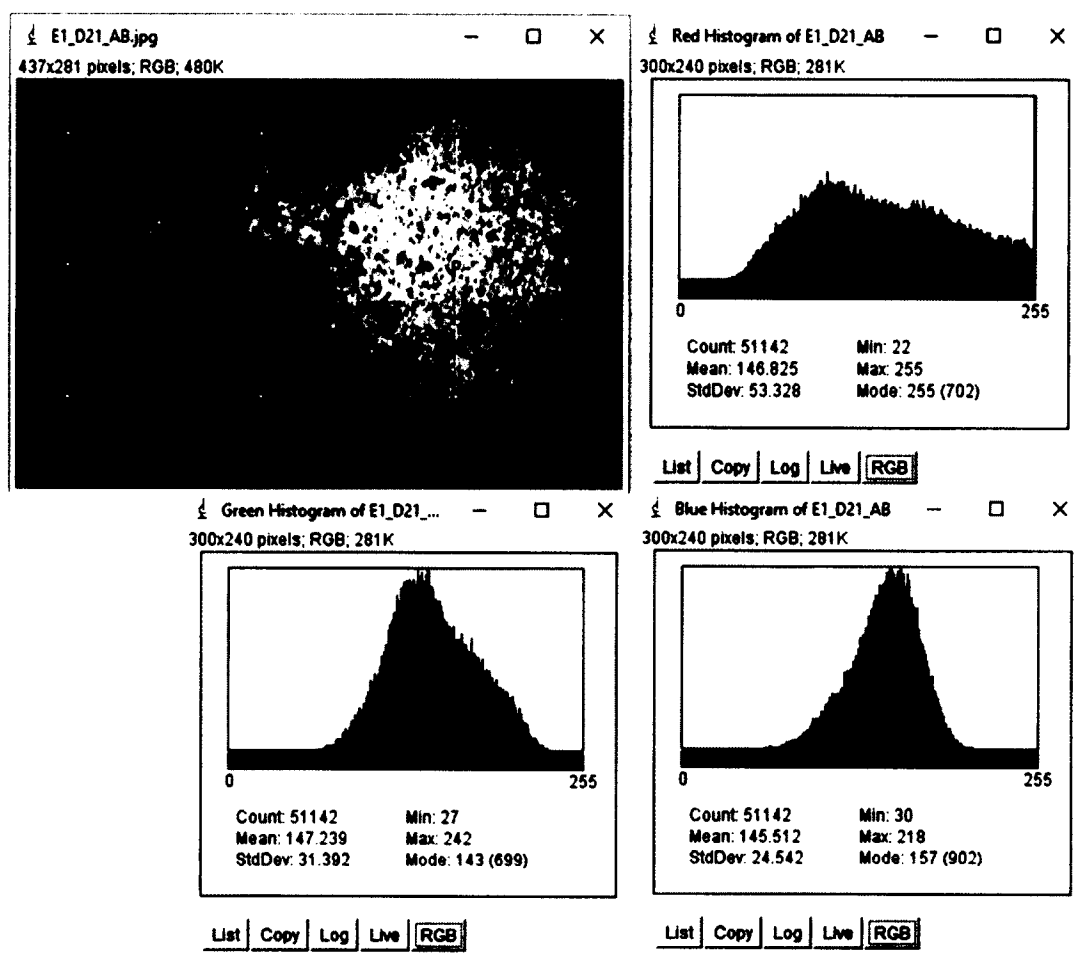 E1_D21_AB.jpg
437x281 pixels; RGB; 480K
Red Histogram of E1_D21_AB
300x240 pixels; RGB; 281K
0 255
Count: 51142 Min: 22
Mean: 146.825 Max: 255
StdDev: 53.328 Mode: 255 (702)
List Copy Log Live RGB
Green Histogram of E1_D21_...
300x240 pixels; RGB; 281K
0 255
Count: 51142 Min: 27
Mean: 147.239 Max: 242
StdDev: 31.392 Mode: 143 (699)
List Copy Log Live RGB
Blue Histogram of E1_D21_AB
300x240 pixels; RGB; 281K
0 255
Count: 51142 Min: 30
Mean: 145.512 Max: 218
StdDev: 24.542 Mode: 157 (902)
List Copy Log Live RGB